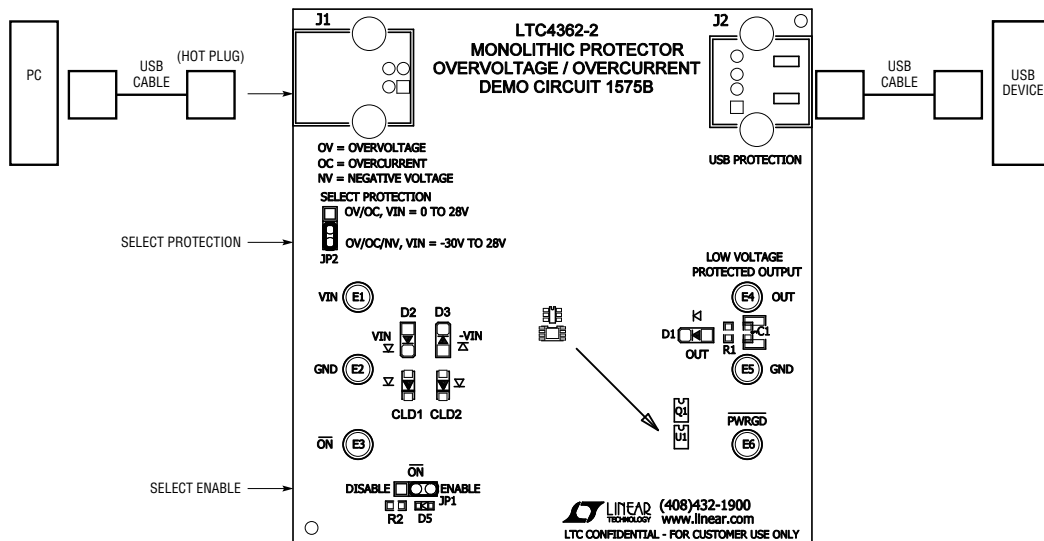 J1
J2
LTC4362-2
MONOLITHIC PROTECTOR
OVERVOLTAGE / OVERCURRENT
DEMO CIRCUIT 1575B
PC
USB
CABLE
(HOT PLUG)
USB
CABLE
USB
DEVICE
OV = OVERVOLTAGE
OC = OVERCURRENT
NV = NEGATIVE VOLTAGE
USB PROTECTION
SELECT PROTECTION
OV/OC, VIN = 0 TO 28V
SELECT PROTECTION
OV/OC/NV, VIN = -30V TO 28V
JP2
LOW VOLTAGE
PROTECTED OUTPUT
VIN E1
E4 OUT
D2 D3
VIN -VIN
D1
R1
C1
OUT
GND E2
E5 GND
CLD1 CLD2
Q1
U1
PWRGD
ON E3
E6
ON
SELECT ENABLE
DISABLE ENABLE
JP1
R2 D5
LINEAR
TECHNOLOGY
(408)432-1900
www.linear.com
LTC CONFIDENTIAL - FOR CUSTOMER USE ONLY